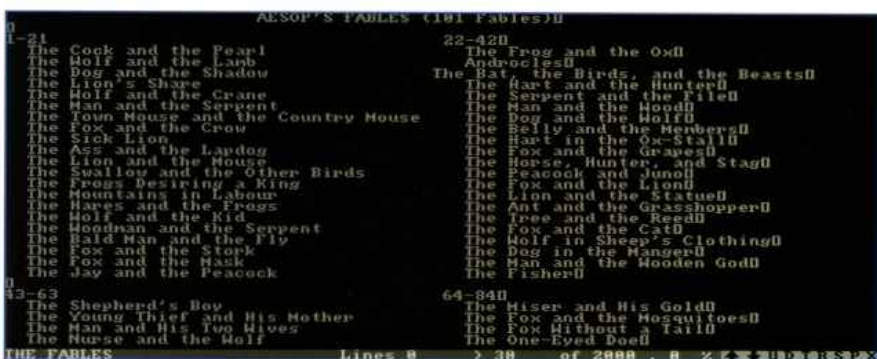 AESOP'S FABLES (101 Fables)
1-21
The Cock and the Pearl
The Wolf and the Lamb
The Dog and the Shadow
The Lion's Share
The Wolf and the Crane
The Man and the Serpent
The Town Mouse and the Country Mouse
The Fox and the Crow
The Sick Lion
The Ass and the Lapdog
The Lion and the Mouse
The Swallow and the Other Birds
The Frogs Desiring a King
The Mountains in Labour
The Hares and the Frogs
The Wolf and the Kid
The Woodman and the Serpent
The Bald Man and the Fly
The Fox and the Stork
The Fox and the Mask
The Jay and the Peacock
22-42
The Frog and the Ox
Androcles
The Bat, the Birds, and the Beasts
The Hart and the Hunter
The Serpent and the File
The Man and the Wood
The Dog and the Wolf
The Belly and the Members
The Hart in the Ox-Stall
The Fox and the Grapes
The Horse, Hunter, and Stag
The Peacock and Juno
The Fox and the Lion
The Lion and the Statue
The Ant and the Grasshopper
The Tree and the Reed
The Fox and the Cat
The Wolf in Sheep's Clothing
The Dog in the Manger
The Man and the Wooden God
The Fisher
43-63
The Shepherd's Boy
The Young Thief and His Mother
The Man and His Two Wives
The Nurse and the Wolf
64-84
The Miser and His Gold
The Fox and the Mosquitoes
The Fox Without a Tail
The One-Eyed Doe
THE FABLES Lines 0 > 30 of 2000 0 %